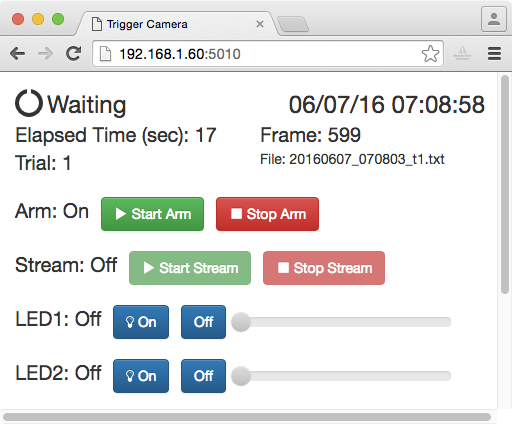 Trigger Camera
192.168.1.60:5010
Waiting 06/07/16 07:08:58
Elapsed Time (sec): 17 Frame: 599
Trial: 1 File: 20160607_070803_t1.txt
Arm: On Start Arm Stop Arm
Stream: Off Start Stream Stop Stream
LED1: Off On Off
LED2: Off On Off